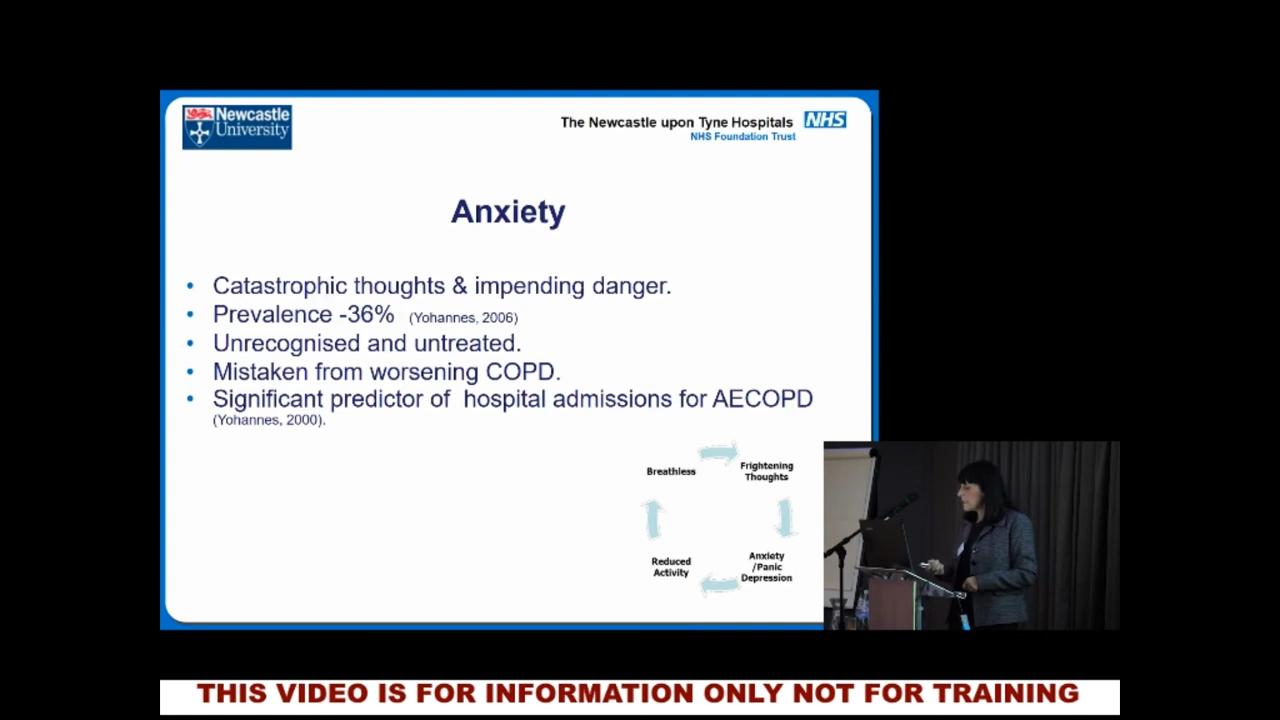 Newcastle
University
The Newcastle upon Tyne Hospitals NHS
NHS Foundation Trust
Anxiety
• Catastrophic thoughts & impending danger.
• Prevalence -36% (Yohannes, 2006)
• Unrecognised and untreated.
• Mistaken from worsening COPD.
• Significant predictor of hospital admissions for AECOPD
(Yohannes, 2000).
Breathless
Frightening
Thoughts
Anxiety
/Panic
Depression
Reduced
Activity
THIS VIDEO IS FOR INFORMATION ONLY NOT FOR TRAINING